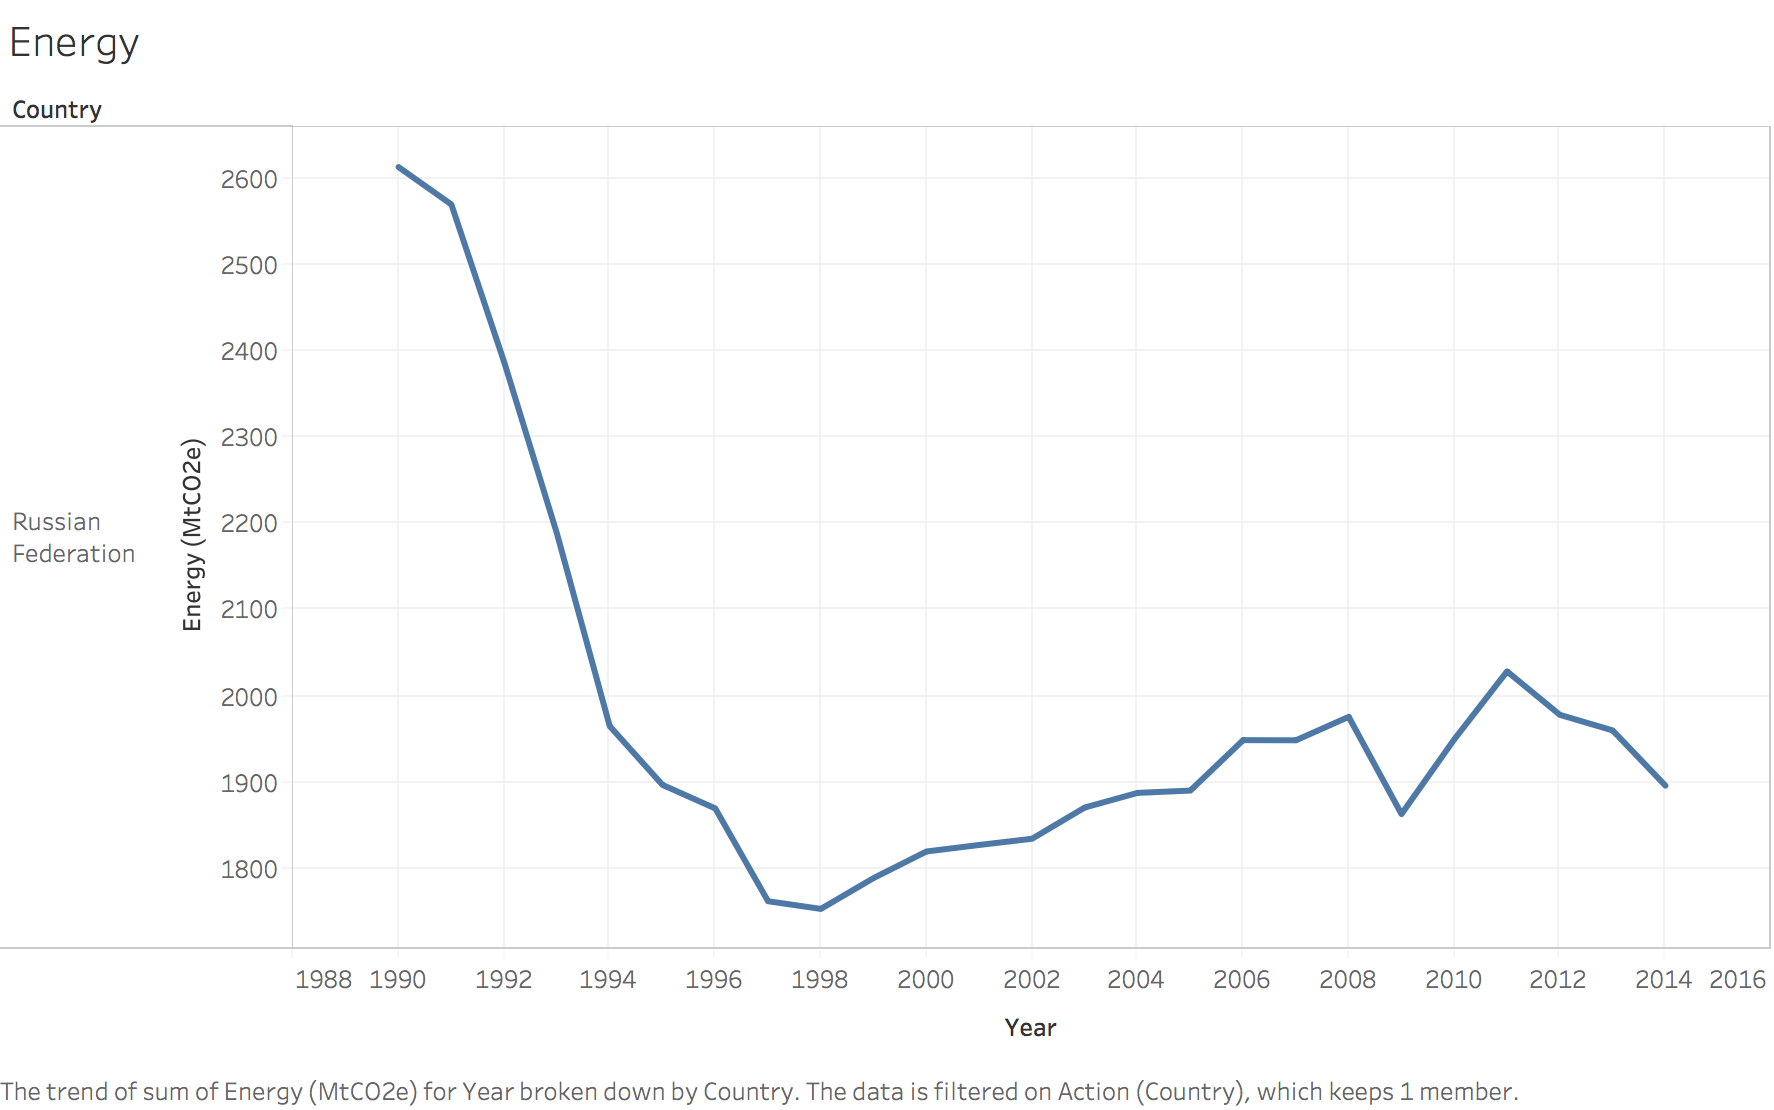 Energy
Country
2600
2500
2400
2300
2200
2100
2000
1900
1800
Energy (MtCO2e)
Russian
Federation
1988 1990 1992 1994 1996 1998 2000 2002 2004 2006 2008 2010 2012 2014 2016
Year
The trend of sum of Energy (MtCO2e) for Year broken down by Country. The data is filtered on Action (Country), which keeps 1 member.